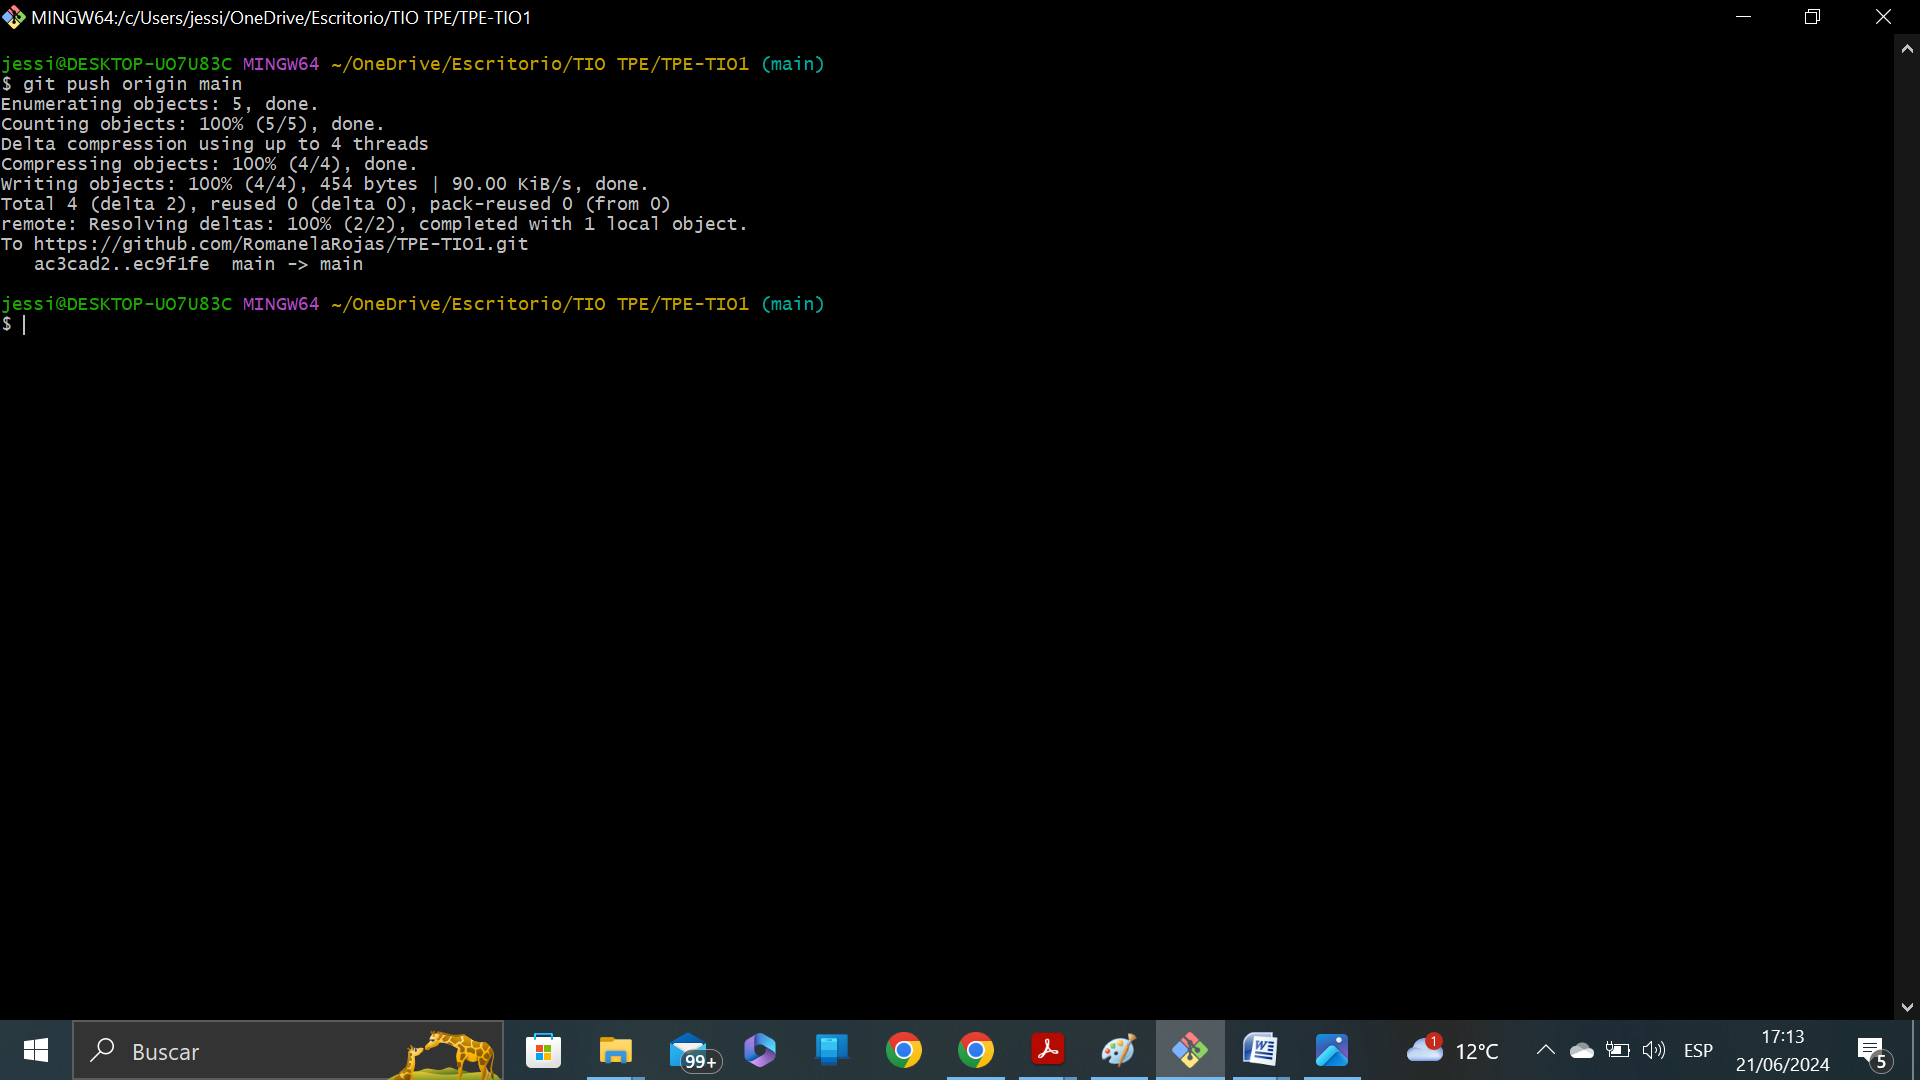 MINGW64:/c/Users/jessi/OneDrive/Escritorio/TIO TPE/TPE-TIO1
jessi@DESKTOP-UO7U83C MINGW64 ~/OneDrive/Escritorio/TIO TPE/TPE-TIO1 (main)
$ git push origin main
Enumerating objects: 5, done.
Counting objects: 100% (5/5), done.
Delta compression using up to 4 threads
Compressing objects: 100% (4/4), done.
Writing objects: 100% (4/4), 454 bytes | 90.00 KiB/s, done.
Total 4 (delta 2), reused 0 (delta 0), pack-reused 0 (from 0)
remote: Resolving deltas: 100% (2/2), completed with 1 local object.
To https://github.com/RomanelaRojas/TPE-TIO1.git
   ac3cad2..ec9f1fe  main -> main
jessi@DESKTOP-UO7U83C MINGW64 ~/OneDrive/Escritorio/TIO TPE/TPE-TIO1 (main)
$
Buscar
99+
W
1
12°C
ESP
17:13
21/06/2024
5